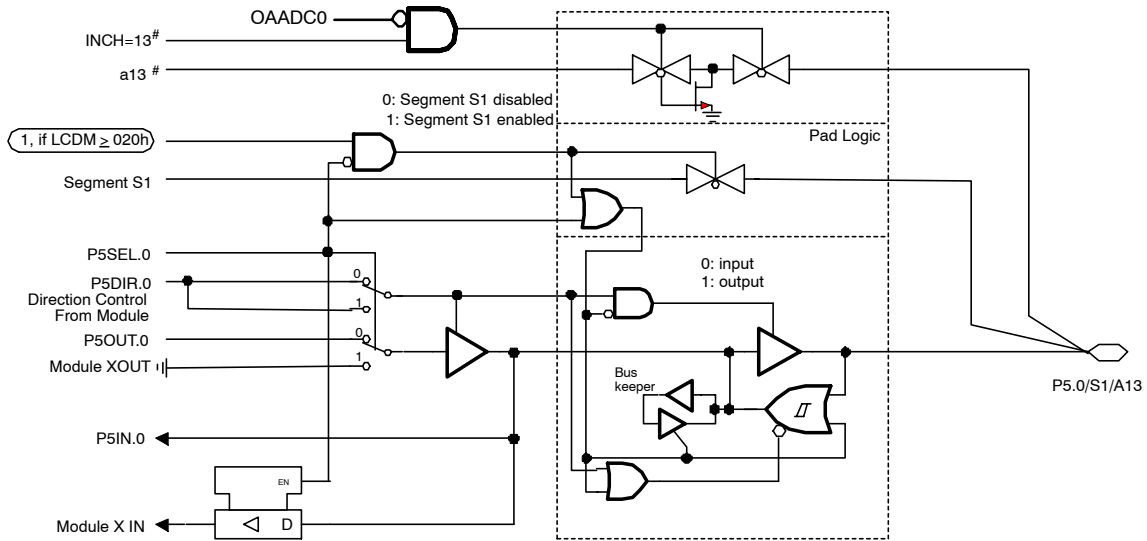 OAADC0
INCH=13#
a13 #
0: Segment S1 disabled
1: Segment S1 enabled
Pad Logic
1, if LCDM ≥ 020h
Segment S1
P5SEL.0
P5DIR.0
0
Direction Control
From Module
1
P5OUT.0
0
Module XOUT
1
0: input
1: output
Bus
keeper
P5.0/S1/A13
P5IN.0
EN
Module X IN
D